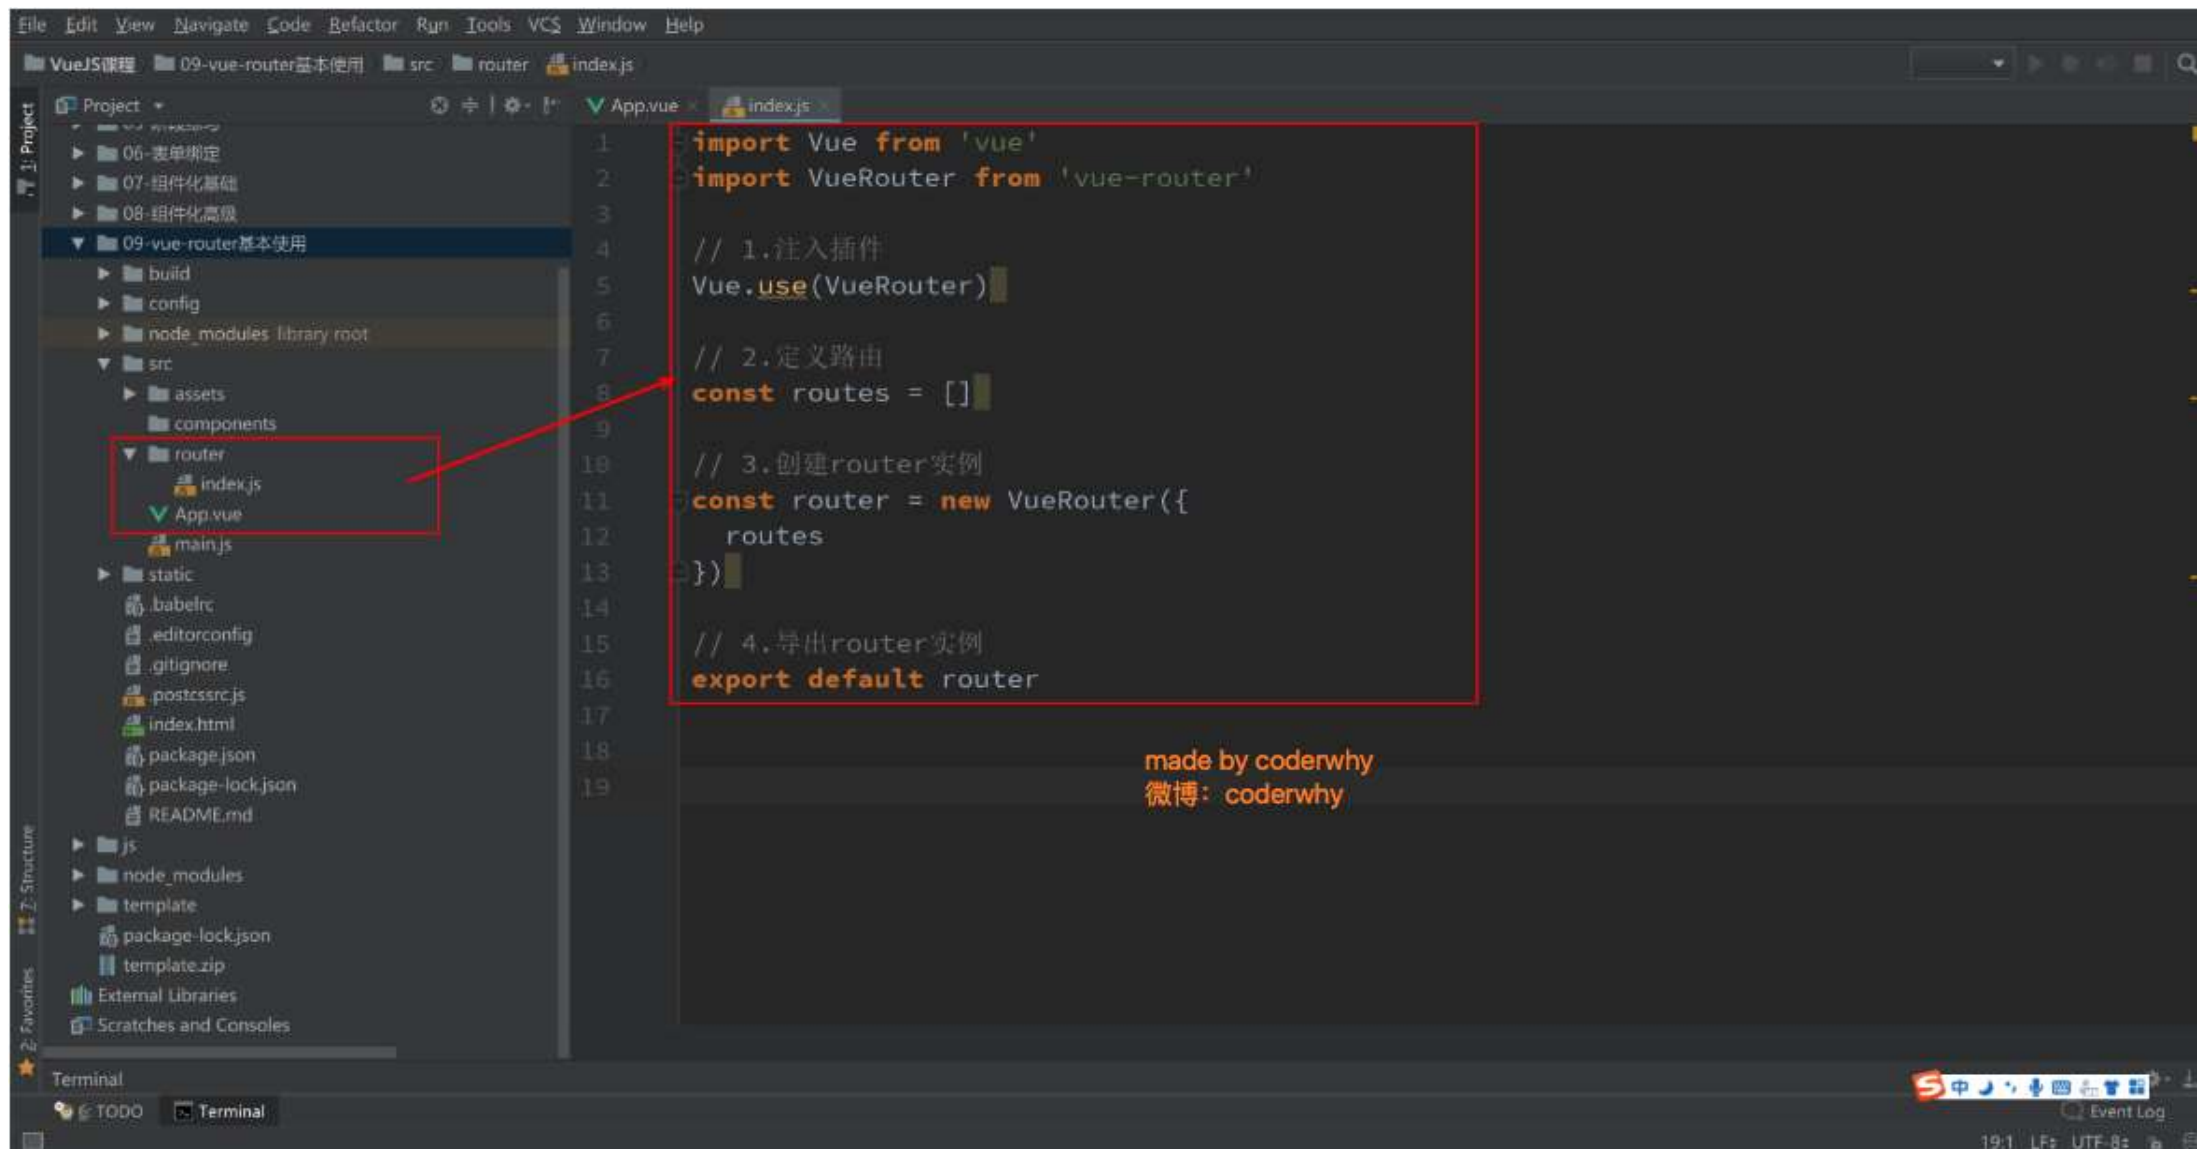 File Edit View Navigate Code Refactor Run Tools VCS Window Help
VueJS课程 09-vue-router基本使用 src router index.js
1: Project
Project
App.vue
index.js
06-表单绑定
07-组件化基础
08-组件化高级
09-vue-router基本使用
build
config
node_modules library root
src
assets
components
router
index.js
App.vue
main.js
static
.babelrc
.editorconfig
.gitignore
.postcssrc.js
index.html
package.json
package-lock.json
README.md
js
node_modules
template
package-lock.json
template.zip
External Libraries
Scratches and Consoles
7: Structure
2: Favorites
1 import Vue from 'vue'
2 import VueRouter from 'vue-router'
3
4 // 1.注入插件
5 Vue.use(VueRouter)
6
7 // 2.定义路由
8 const routes = []
9
10 // 3.创建router实例
11 const router = new VueRouter({
12 routes
13 })
14
15 // 4.导出router实例
16 export default router
17
18
19
made by coderwhy
微博：coderwhy
Terminal
中
6: TODO Terminal
Event Log
19:1 LF: UTF-8: